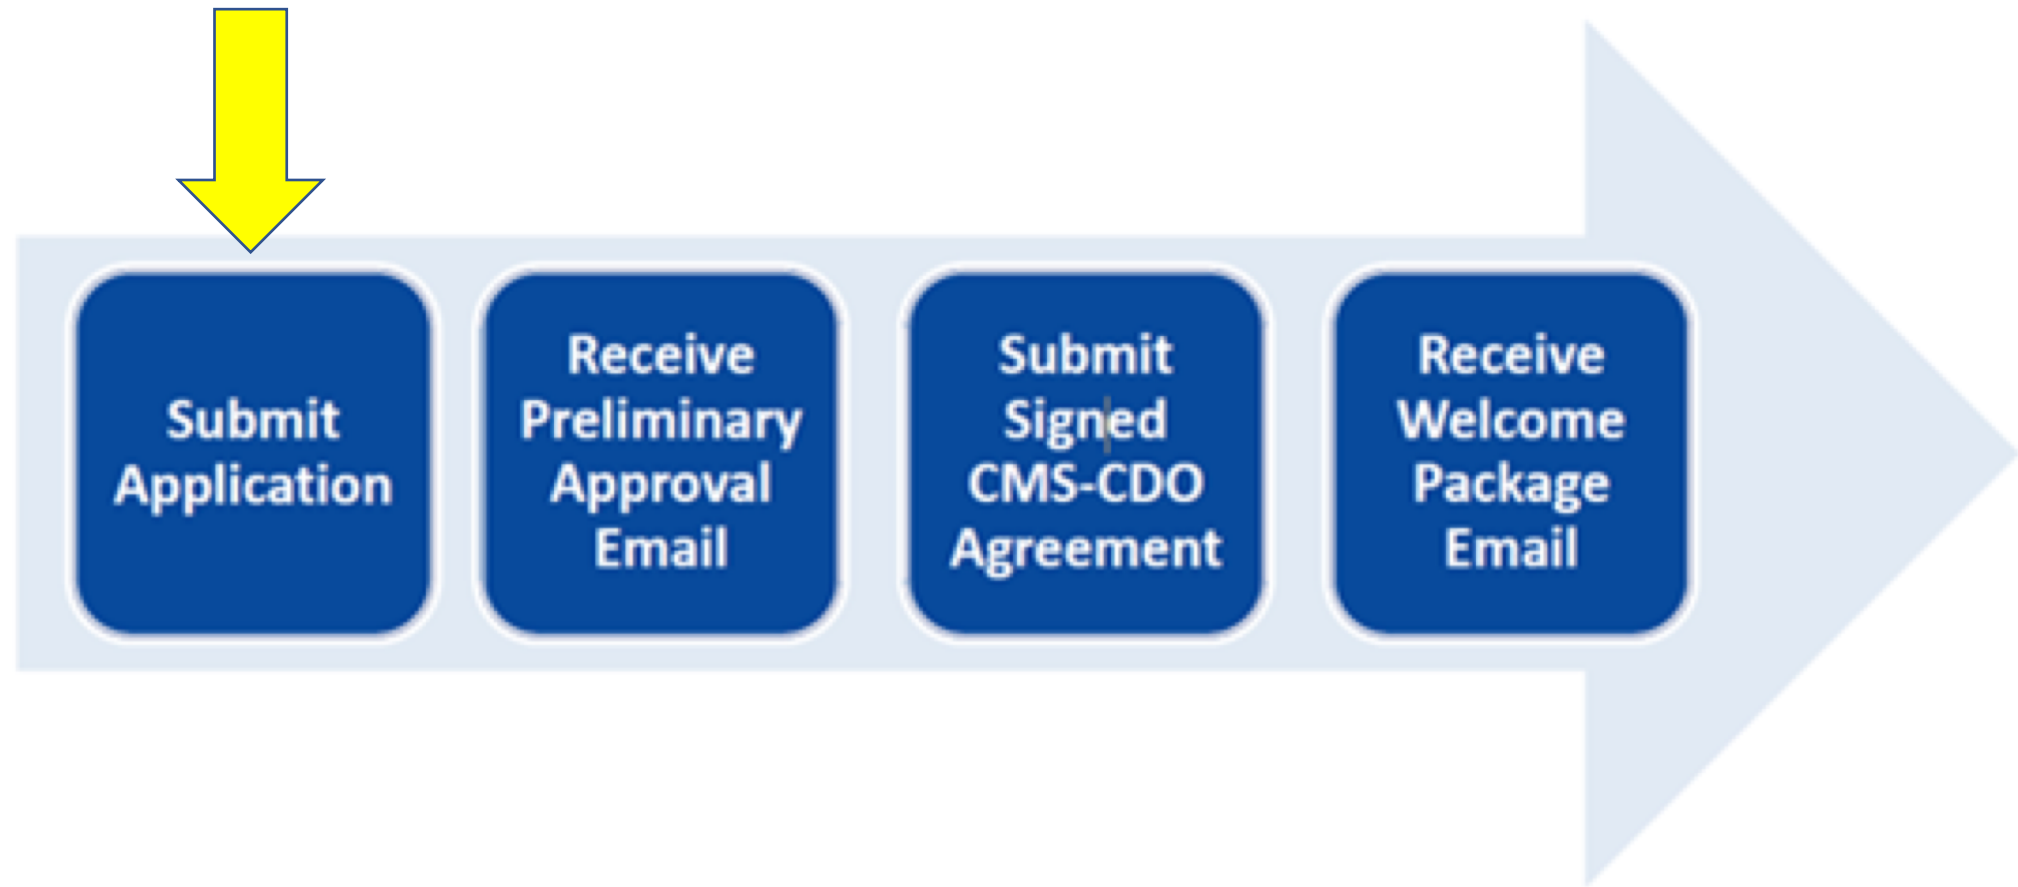 Submit
Application
Receive
Preliminary
Approval
Email
Submit
Signed
CMS-CDO
Agreement
Receive
Welcome
Package
Email